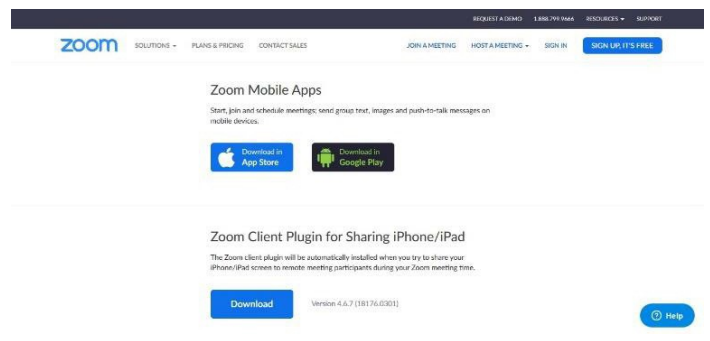 REQUEST A DEMO 1.888.799.9666 RESOURCES SUPPORT
zoom SOLUTIONS PLANS & PRICING CONTACT SALES JOIN A MEETING HOST A MEETING SIGN IN SIGN UP, IT'S FREE
Zoom Mobile Apps
Start, join and schedule meetings; send group text, images and push-to-talk messages on
mobile devices.
Download in
App Store
Download in
Google Play
Zoom Client Plugin for Sharing iPhone/iPad
The Zoom client plugin will be automatically installed when you try to share your
iPhone/iPad screen to remote meeting participants during your Zoom meeting time.
Download Version 4.6.7 (18176.0301)
Help